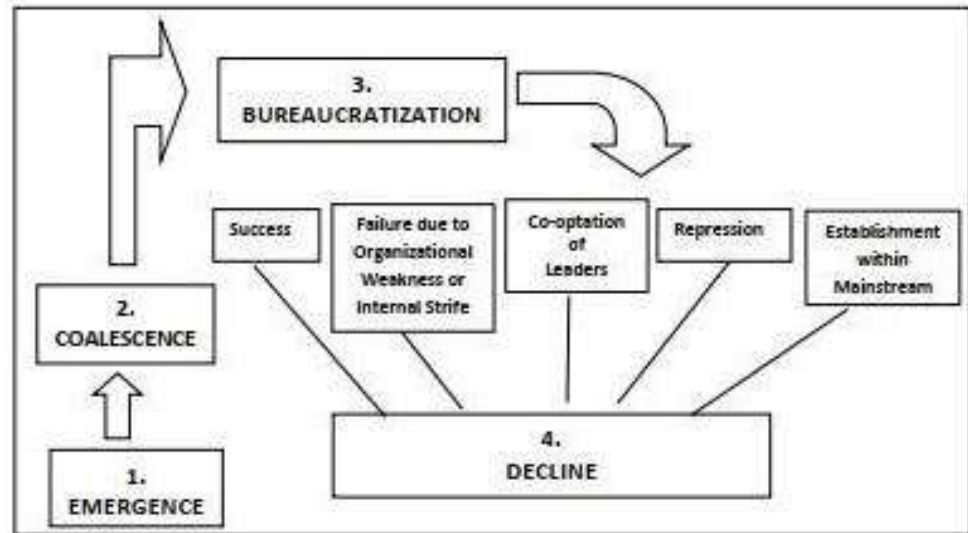 3.
BUREAUCRATIZATION
Success
Failure due to
Organizational
Weakness or
Internal Strife
Co-optation
of
Leaders
Repression
Establishment
within
Mainstream
2.
COALESCENCE
4.
DECLINE
1.
EMERGENCE